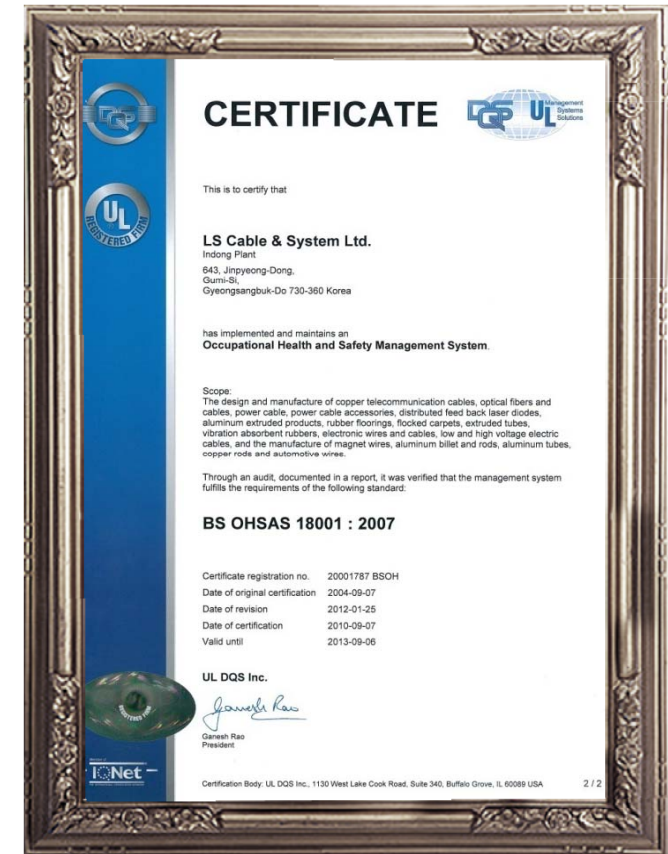 DQS
CERTIFICATE
DQS
UL
Management
Systems
Solutions
UL
REGISTERED FIRM
This is to certify that
LS Cable & System Ltd.
Indong Plant
643, Jinpyeong-Dong,
Gumi-Si,
Gyeongsangbuk-Do 730-360 Korea
has implemented and maintains an
Occupational Health and Safety Management System.
Scope:
The design and manufacture of copper telecommunication cables, optical fibers and
cables, power cable, power cable accessories, distributed feed back laser diodes,
aluminum extruded products, rubber floorings, flocked carpets, extruded tubes,
vibration absorbent rubbers, electronic wires and cables, low and high voltage electric
cables, and the manufacture of magnet wires, aluminum billet and rods, aluminum tubes,
copper rods and automotive wires.
Through an audit, documented in a report, it was verified that the management system
fulfills the requirements of the following standard:
BS OHSAS 18001 : 2007
Certificate registration no. 20001787 BSOH
Date of original certification 2004-09-07
Date of revision 2012-01-25
Date of certification 2010-09-07
Valid until 2013-09-06
UL DQS Inc.
Ganesh Rao
Ganesh Rao
President
REGISTERED FIRM
IQNet
Certification Body: UL DQS Inc., 1130 West Lake Cook Road, Suite 340, Buffalo Grove, IL 60089 USA 2 / 2